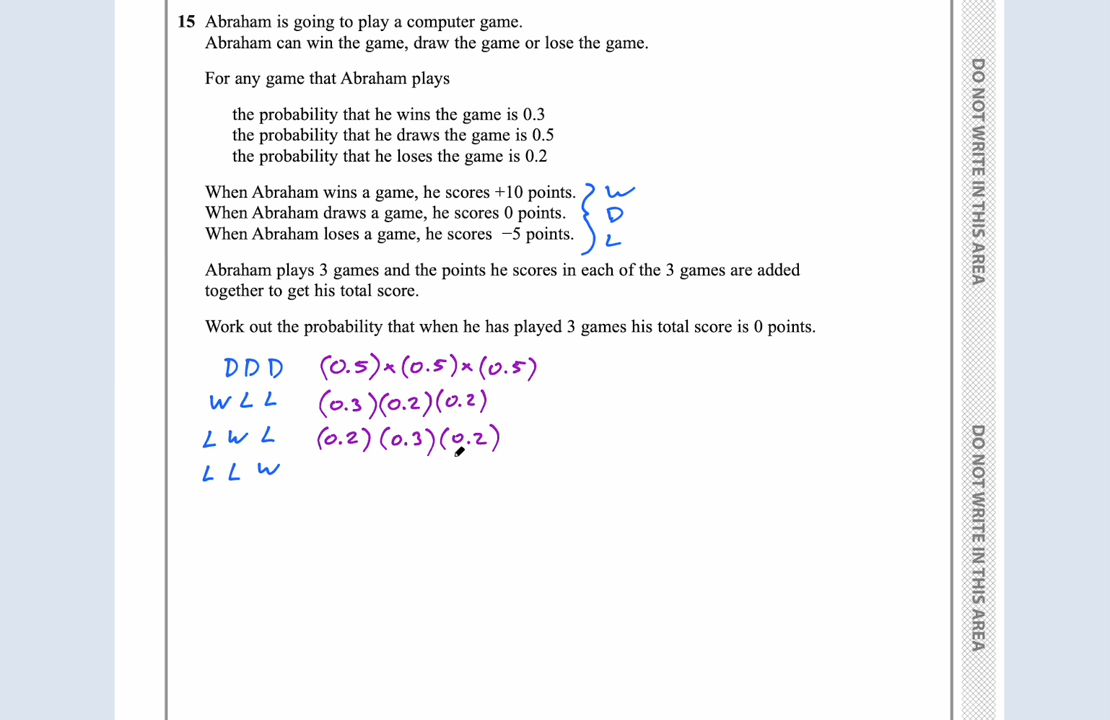 15 Abraham is going to play a computer game.
Abraham can win the game, draw the game or lose the game.
For any game that Abraham plays
the probability that he wins the game is 0.3
the probability that he draws the game is 0.5
the probability that he loses the game is 0.2
When Abraham wins a game, he scores +10 points. W
When Abraham draws a game, he scores 0 points. D
When Abraham loses a game, he scores −5 points. L
Abraham plays 3 games and the points he scores in each of the 3 games are added
together to get his total score.
Work out the probability that when he has played 3 games his total score is 0 points.
D D D (0.5)×(0.5)×(0.5)
W L L (0.3)(0.2)(0.2)
L W L (0.2)(0.3)(0.2)
L L W
DO NOT WRITE IN THIS AREA
DO NOT WRITE IN THIS AREA